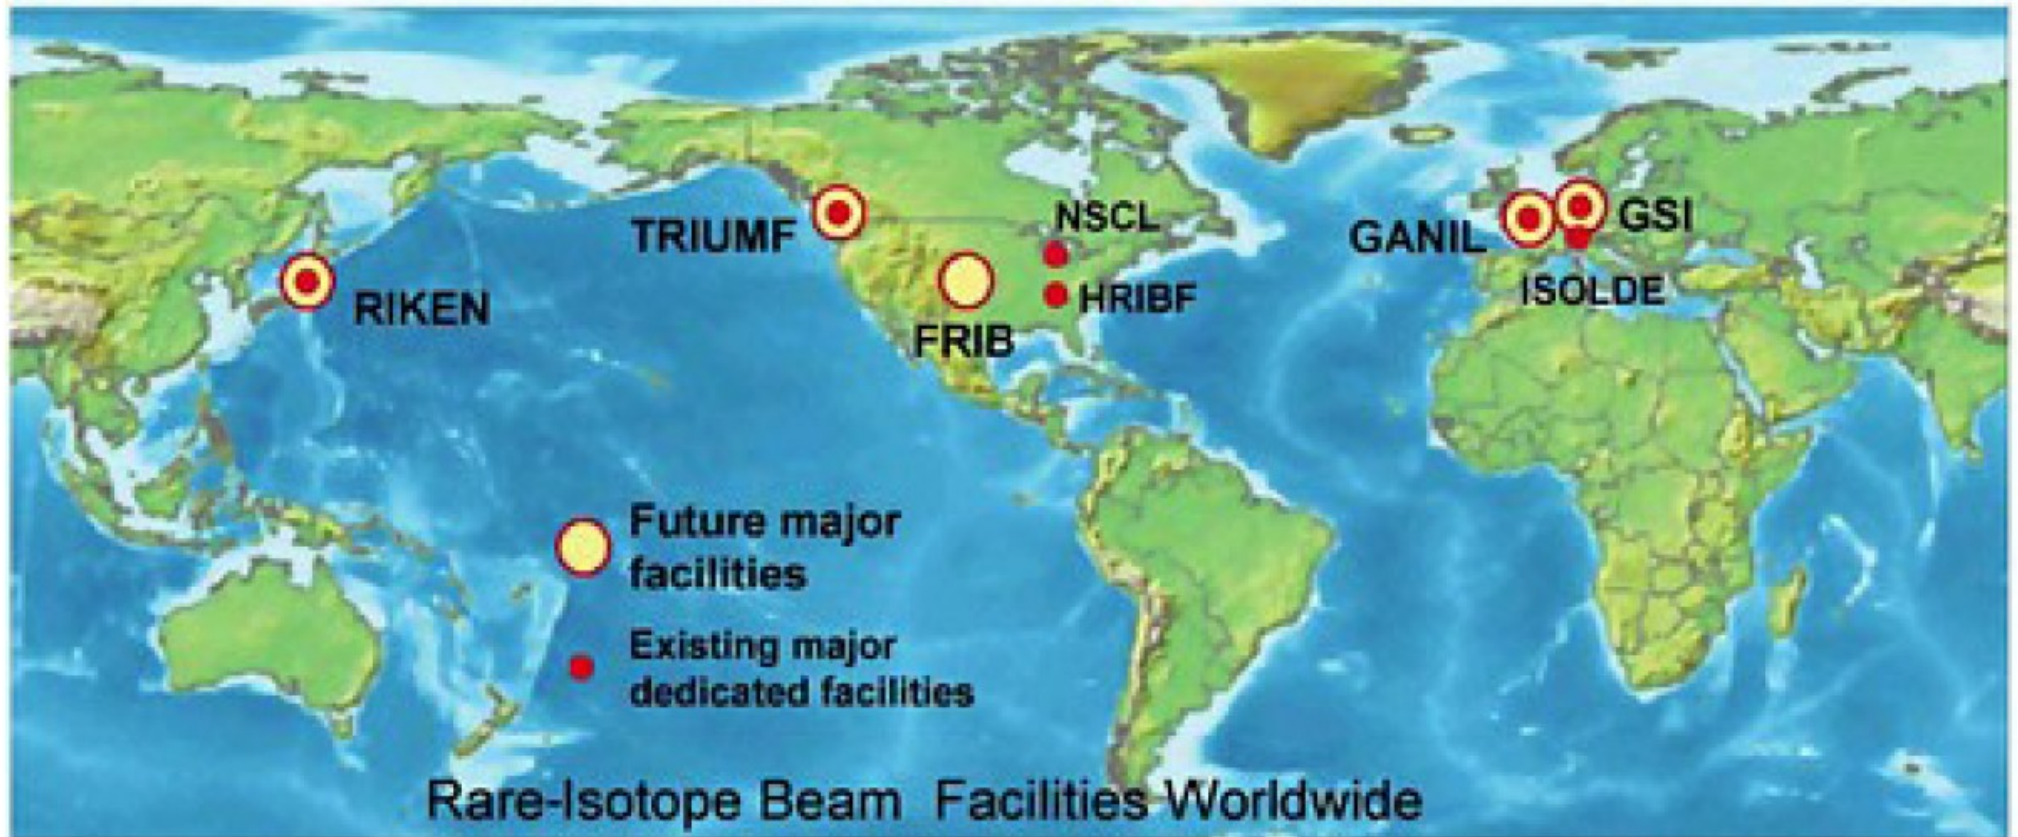 NSCL
TRIUMF
GANIL
GSI
RIKEN
HRIBF
ISOLDE
FRIB
Future major
facilities
Existing major
dedicated facilities
Rare-Isotope Beam Facilities Worldwide